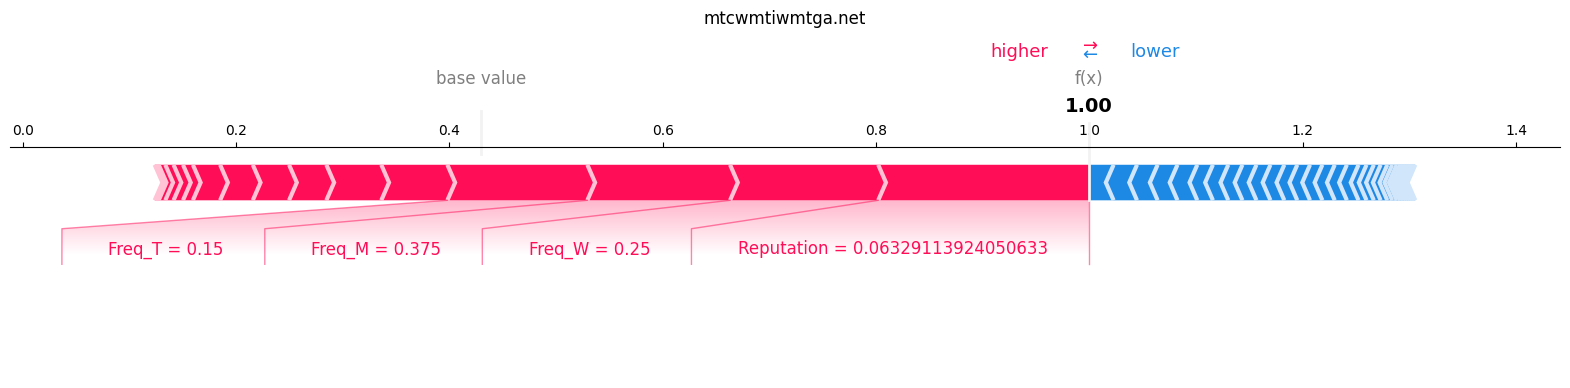 mtcwmtiwmtga.net
higher → ← lower
base value f(x)
1.00
0.0 0.2 0.4 0.6 0.8 1.0 1.2 1.4
Freq_T = 0.15 Freq_M = 0.375 Freq_W = 0.25 Reputation = 0.06329113924050633